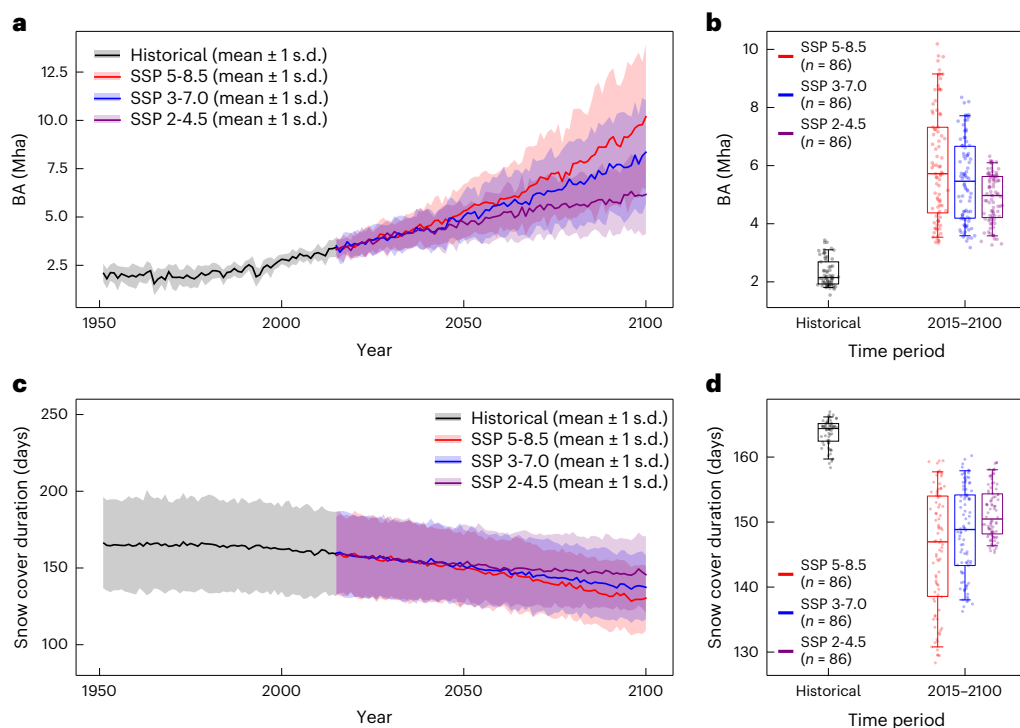 a
Historical (mean ± 1 s.d.)
SSP 5-8.5 (mean ± 1 s.d.)
SSP 3-7.0 (mean ± 1 s.d.)
SSP 2-4.5 (mean ± 1 s.d.)
BA (Mha)
12.5
10.0
7.5
5.0
2.5
1950
2000
2050
2100
Year
b
SSP 5-8.5
(n = 86)
SSP 3-7.0
(n = 86)
SSP 2-4.5
(n = 86)
BA (Mha)
10
8
6
4
2
Historical
2015–2100
Time period
c
Historical (mean ± 1 s.d.)
SSP 5-8.5 (mean ± 1 s.d.)
SSP 3-7.0 (mean ± 1 s.d.)
SSP 2-4.5 (mean ± 1 s.d.)
Snow cover duration (days)
250
200
150
100
1950
2000
2050
2100
Year
d
Snow cover duration (days)
160
150
140
130
SSP 5-8.5
(n = 86)
SSP 3-7.0
(n = 86)
SSP 2-4.5
(n = 86)
Historical
2015–2100
Time period